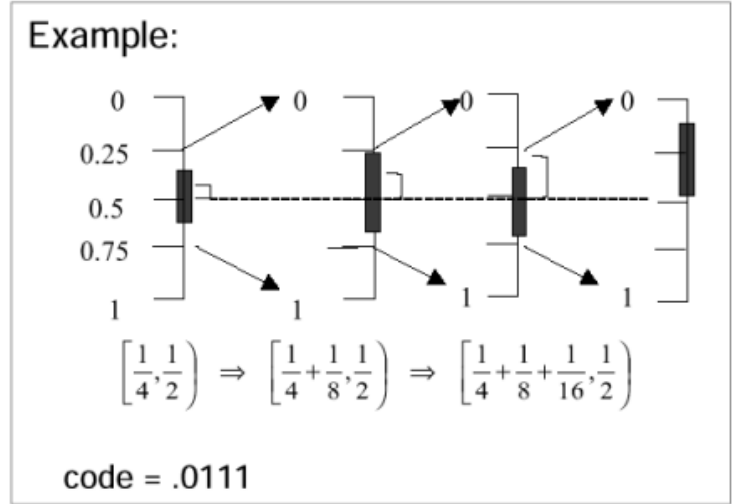 Example:
0 0 0 0
0.25
0.5
0.75
1 1 1 1
[1/4, 1/2) ⇒ [1/4 + 1/8, 1/2) ⇒ [1/4 + 1/8 + 1/16, 1/2)
code = .0111